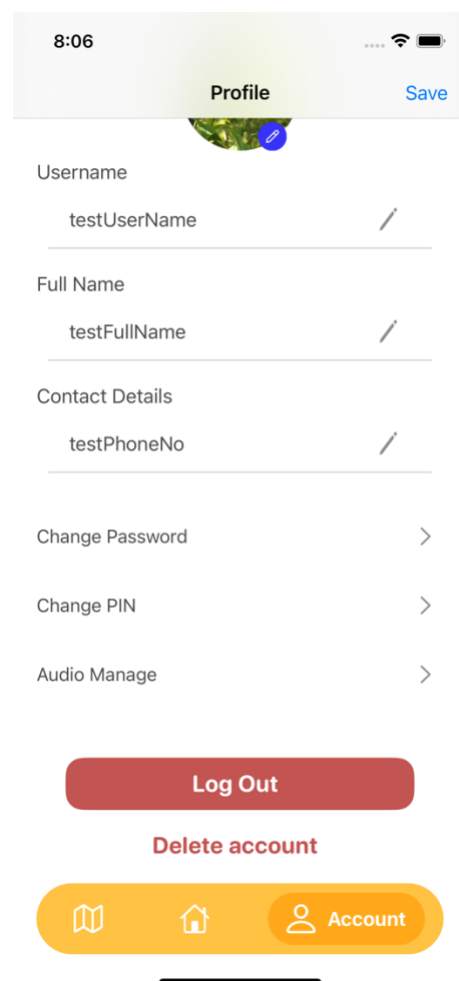 8:06
Profile
Save
Username
testUserName
Full Name
testFullName
Contact Details
testPhoneNo
Change Password
Change PIN
Audio Manage
Log Out
Delete account
Account